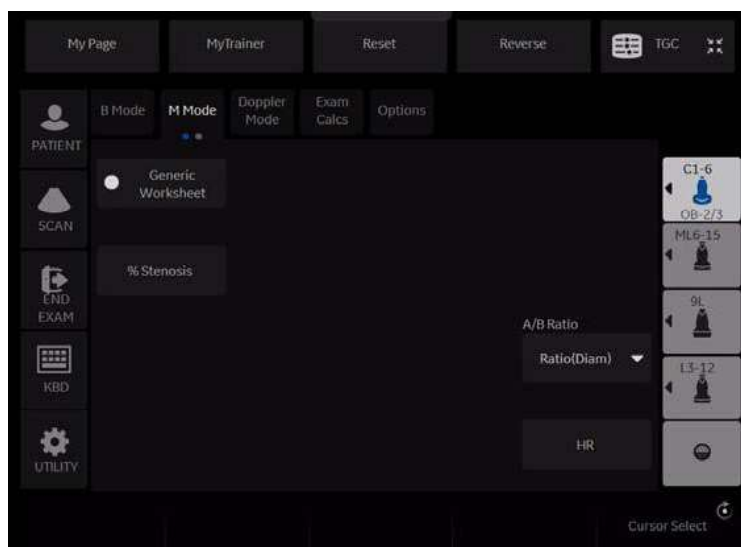 My Page
MyTrainer
Reset
Reverse
TGC
PATIENT
B Mode
M Mode
Doppler
Mode
Exam
Calcs
Options
Generic
Worksheet
C1-6
OB-2/3
SCAN
ML6-15
% Stenosis
END
EXAM
9L
A/B Ratio
Ratio(Diam)
KBD
L3-12
HR
UTILITY
Cursor Select